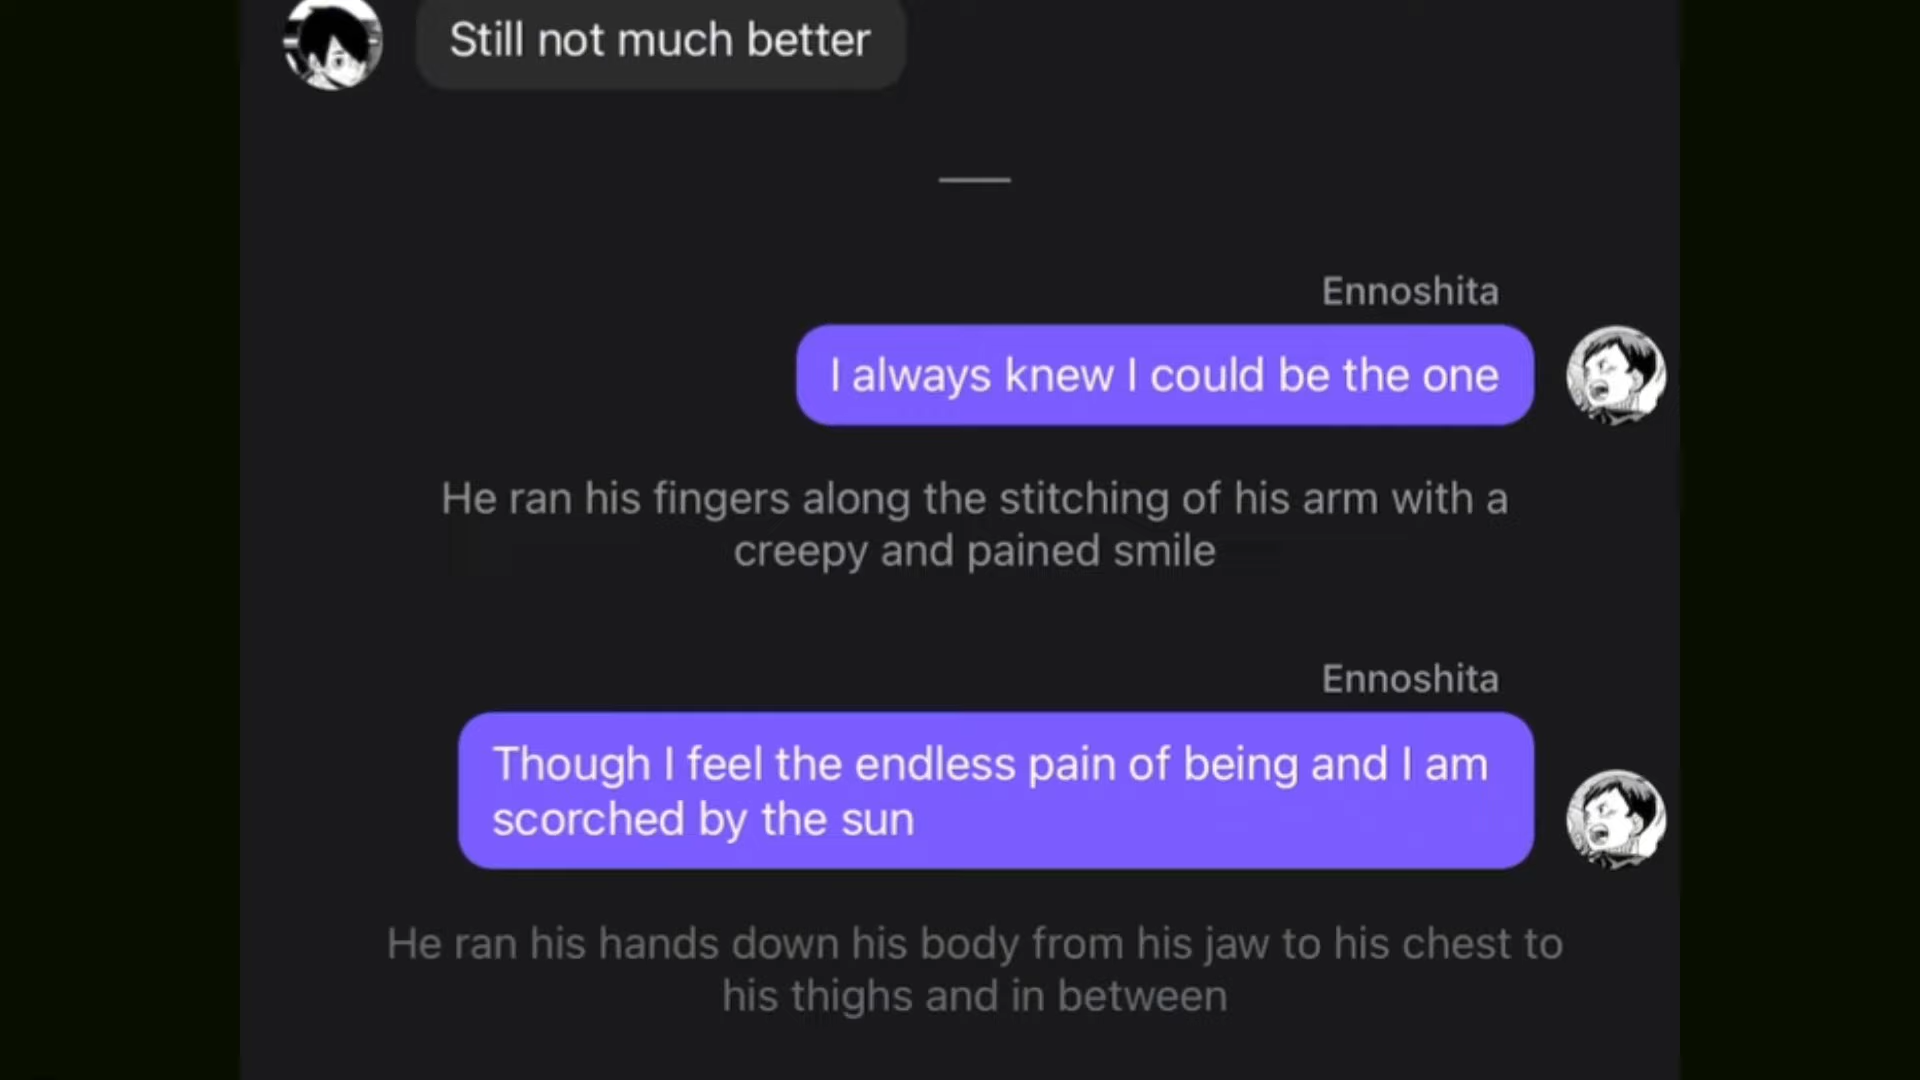 Still not much better
Ennoshita
I always knew I could be the one
He ran his fingers along the stitching of his arm with a
creepy and pained smile
Ennoshita
Though I feel the endless pain of being and I am
scorched by the sun
He ran his hands down his body from his jaw to his chest to
his thighs and in between